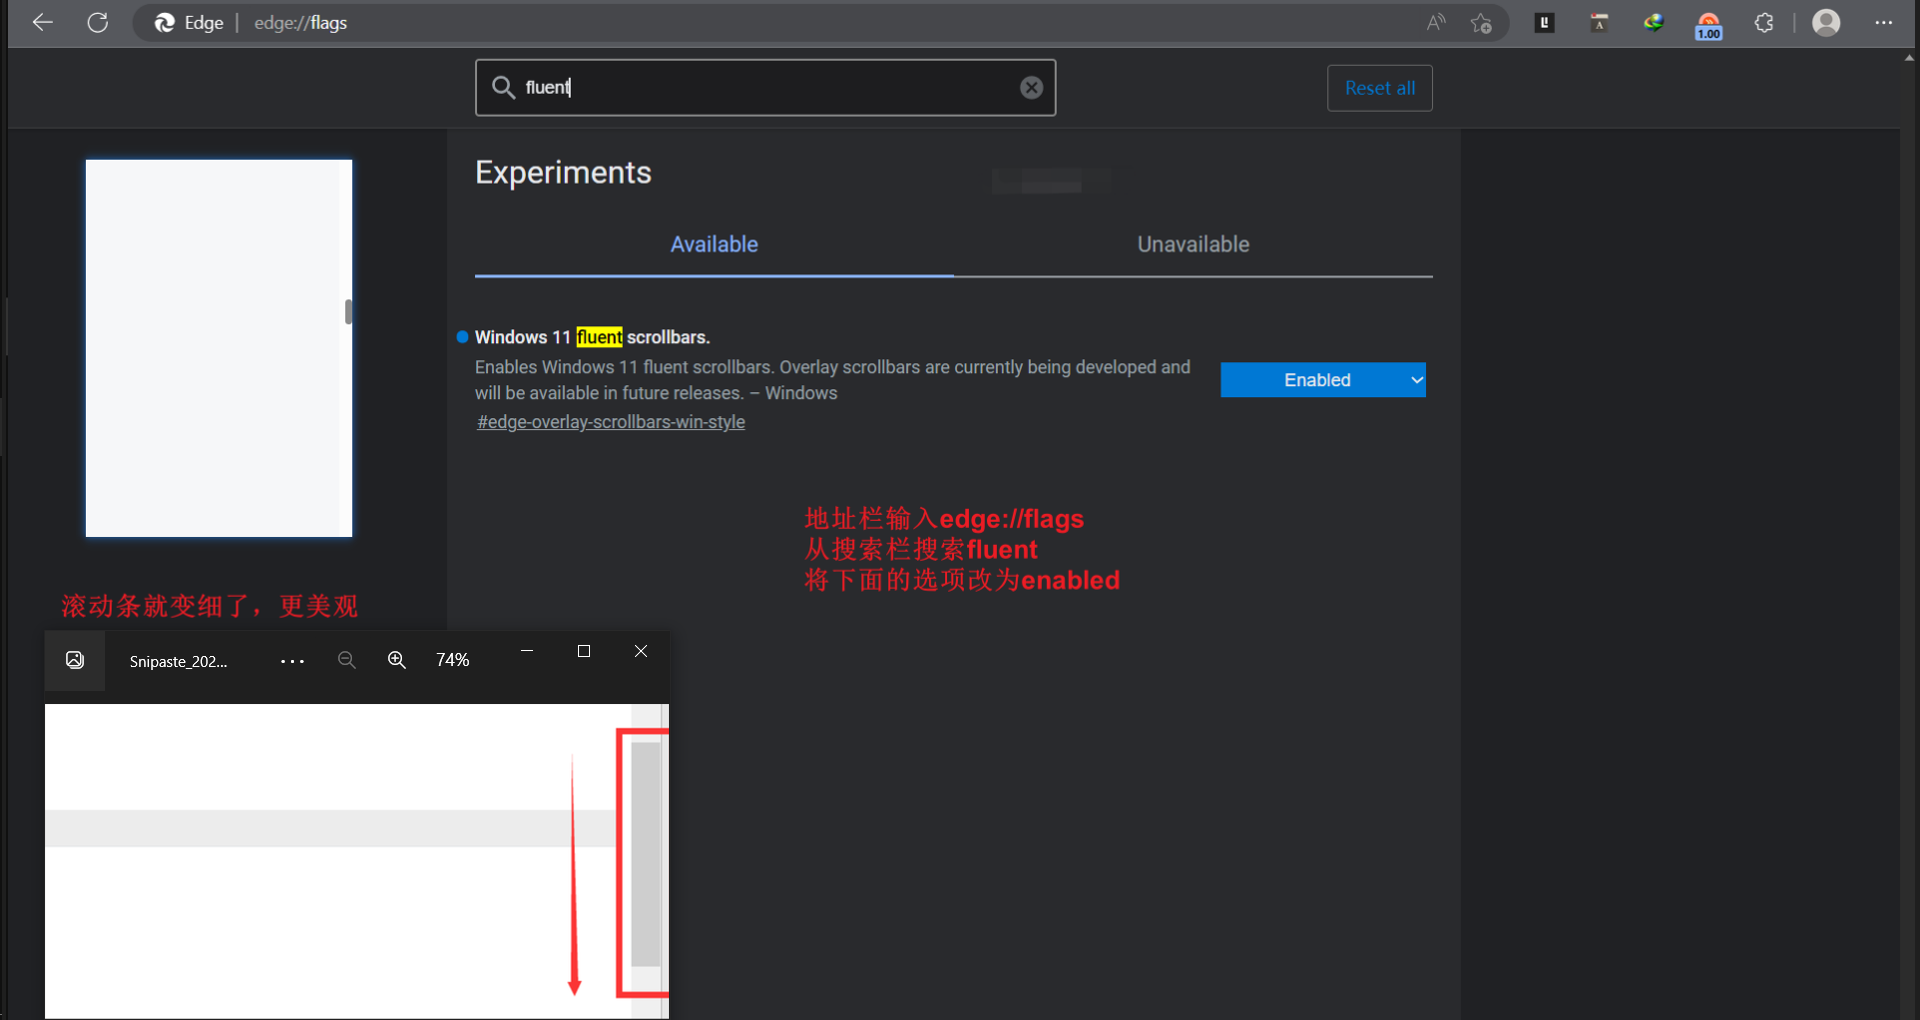 Edge | edge://flags
1.00
fluent
Reset all
Experiments
Available
Unavailable
Windows 11 fluent scrollbars.
Enables Windows 11 fluent scrollbars. Overlay scrollbars are currently being developed and
will be available in future releases. – Windows
#edge-overlay-scrollbars-win-style
Enabled
地址栏输入edge://flags
从搜索栏搜索fluent
将下面的选项改为enabled
滚动条就变细了，更美观
Snipaste_202...
74%